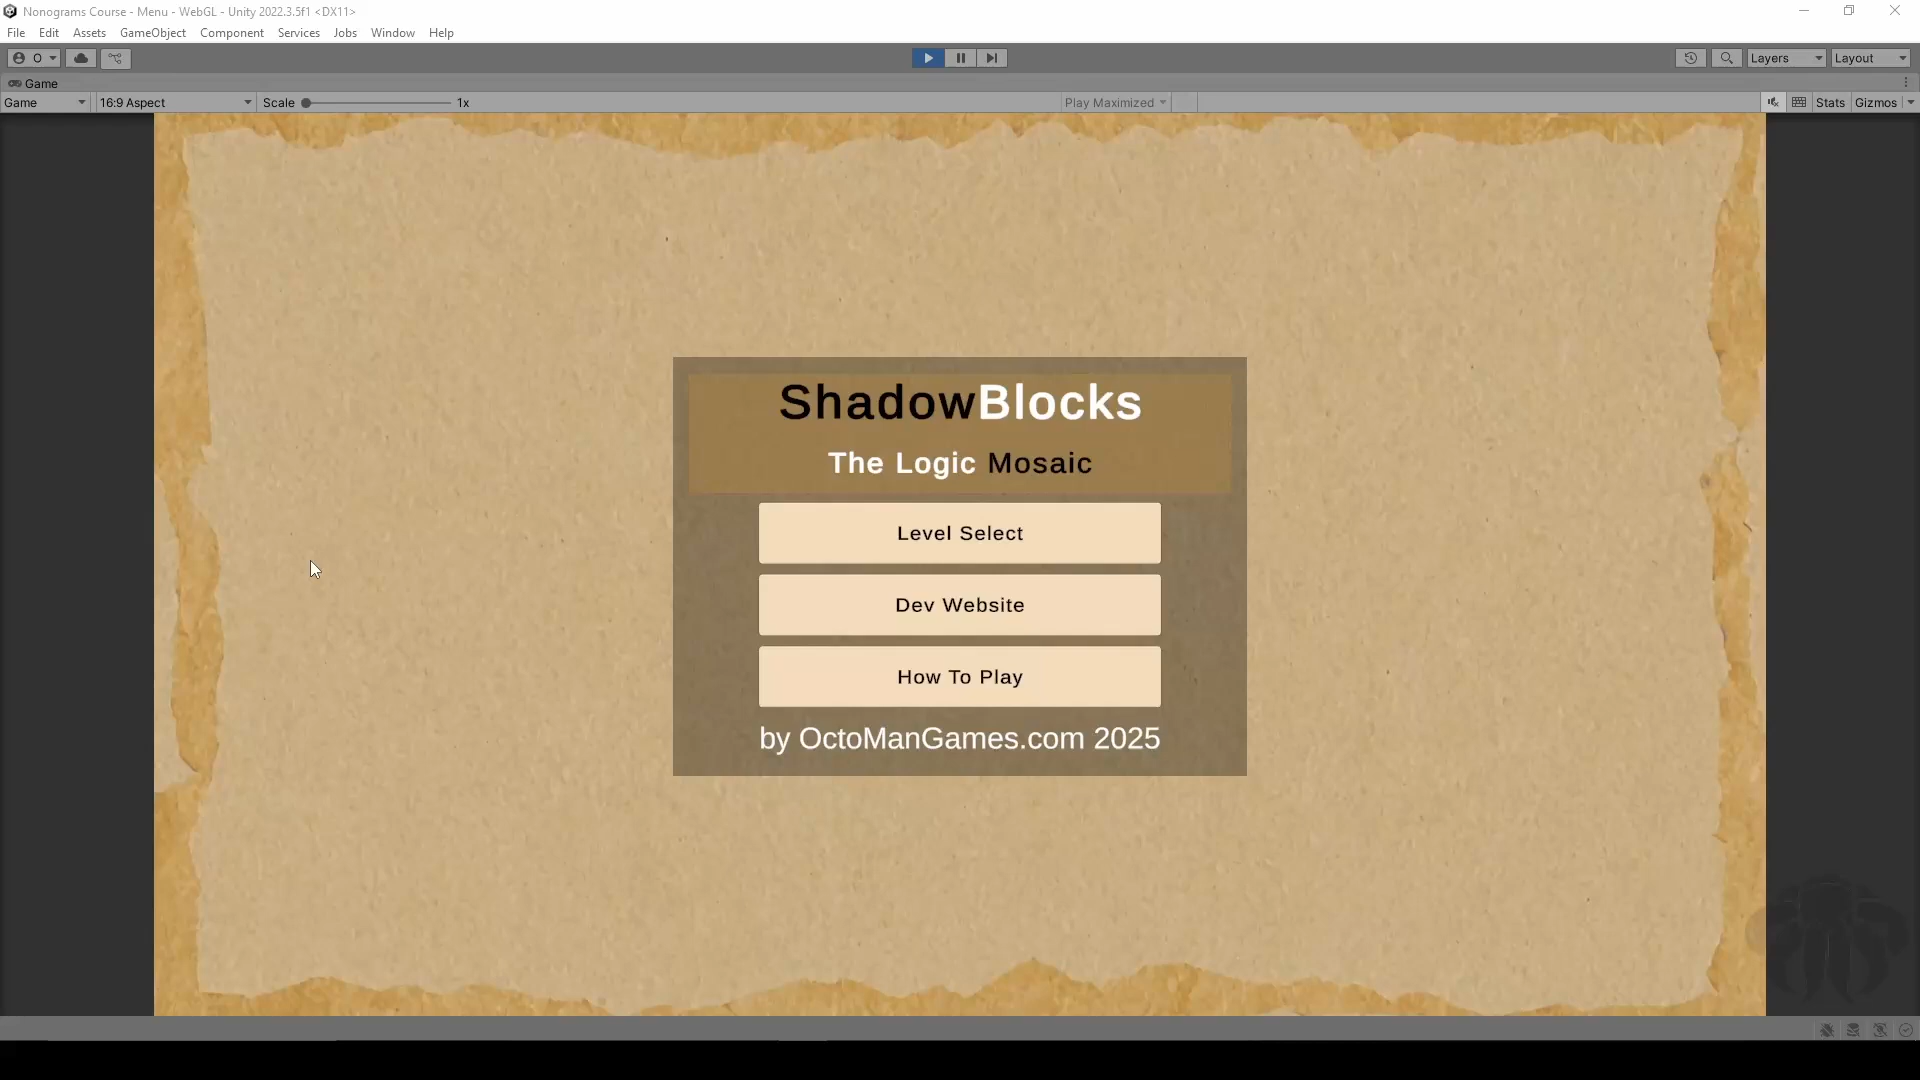 Nonograms Course - Menu - WebGL - Unity 2022.3.5f1 <DX11>
File Edit Assets GameObject Component Services Jobs Window Help
O Layers Layout
Game
Game 16:9 Aspect Scale 1x Play Maximized Stats Gizmos
ShadowBlocks
The Logic Mosaic
Level Select
Dev Website
How To Play
by OctoManGames.com 2025